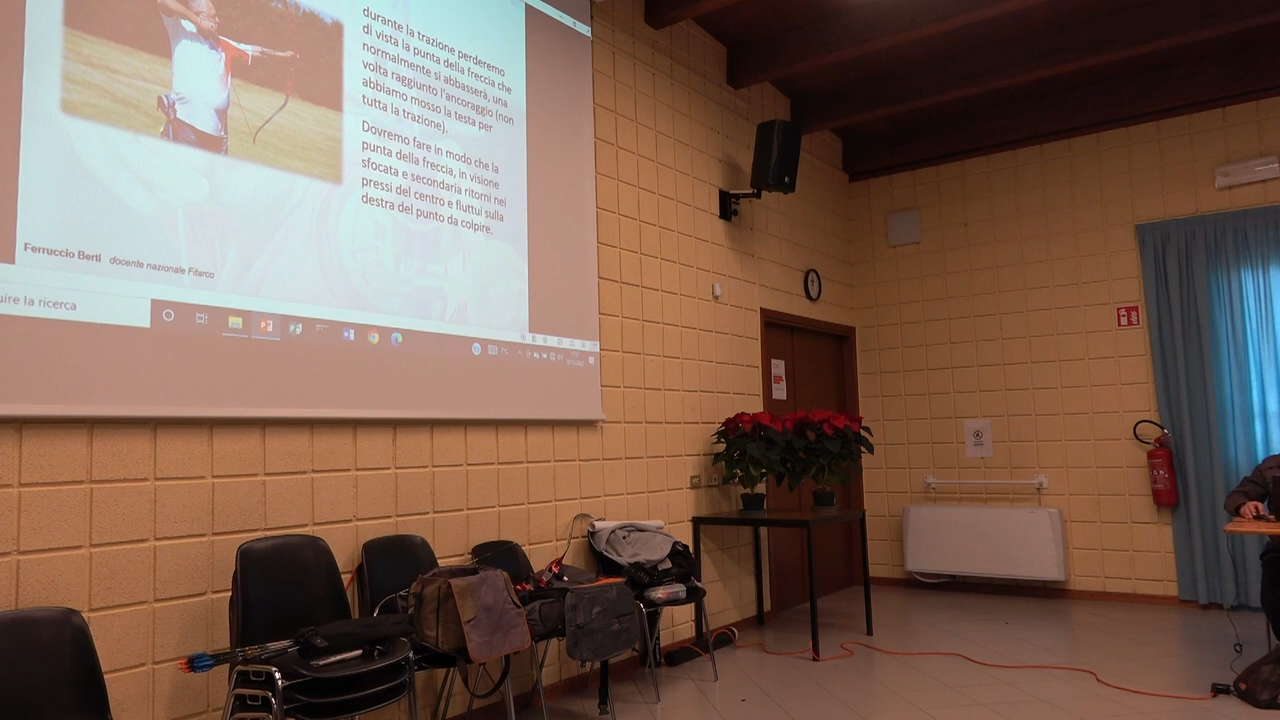 durante la trazione perderemo
di vista la punta della freccia che
normalmente si abbasserà, una
volta raggiunto l'ancoraggio (non
abbiamo mosso la testa per
tutta la trazione).
Dovremo fare in modo che la
punta della freccia, in visione
sfocata e secondaria ritorni nei
pressi del centro e fluttui sulla
destra del punto da colpire.
Ferruccio Berti docente nazionale Fitarco
uire la ricerca